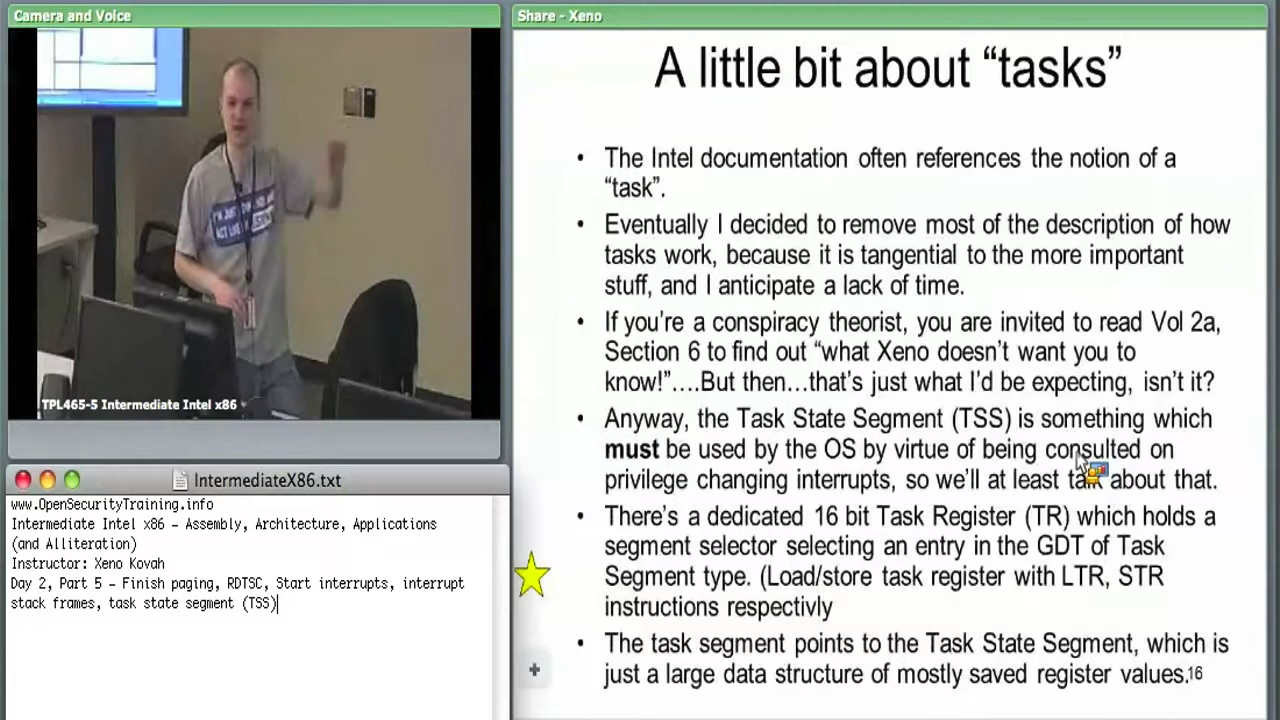 Camera and Voice
TPL465-5 Intermediate Intel x86
IntermediateX86.txt
www.OpenSecurityTraining.info
Intermediate Intel x86 – Assembly, Architecture, Applications
(and Alliteration)
Instructor: Xeno Kovah
Day 2, Part 5 – Finish paging, RDTSC, Start interrupts, interrupt
stack frames, task state segment (TSS)
Share - Xeno
A little bit about “tasks”
• The Intel documentation often references the notion of a
“task”.
• Eventually I decided to remove most of the description of how
tasks work, because it is tangential to the more important
stuff, and I anticipate a lack of time.
• If you’re a conspiracy theorist, you are invited to read Vol 2a,
Section 6 to find out “what Xeno doesn’t want you to
know!”….But then…that’s just what I’d be expecting, isn’t it?
• Anyway, the Task State Segment (TSS) is something which
must be used by the OS by virtue of being consulted on
privilege changing interrupts, so we’ll at least talk about that.
• There’s a dedicated 16 bit Task Register (TR) which holds a
segment selector selecting an entry in the GDT of Task
Segment type. (Load/store task register with LTR, STR
instructions respectivly
• The task segment points to the Task State Segment, which is
just a large data structure of mostly saved register values.
16